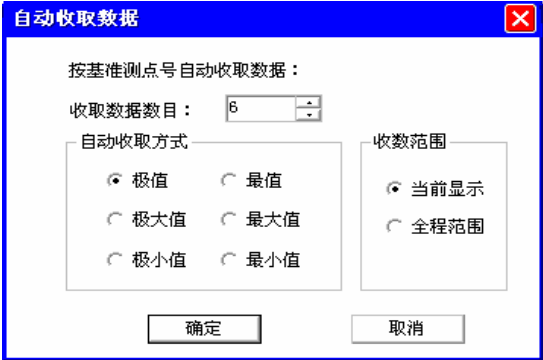 自动收取数据
按基准测点号自动收取数据：
收取数据数目： 6
自动收取方式 收数范围
极值 最值 当前显示
极大值 最大值 全程范围
极小值 最小值
确定 取消